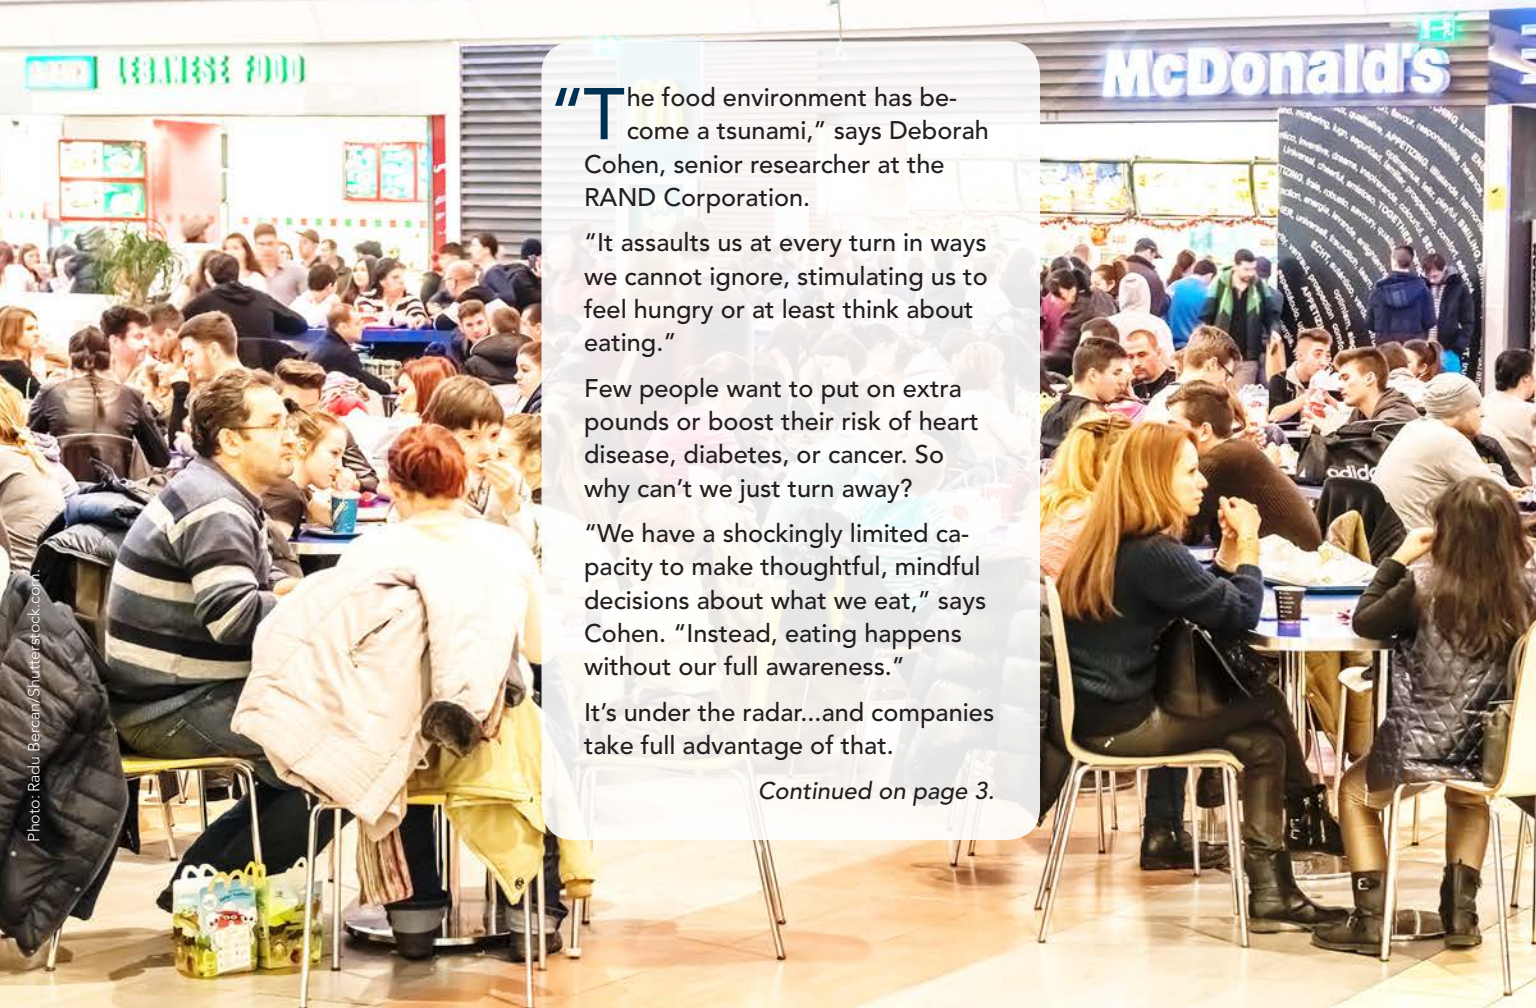 LEBANESE FOOD
McDonald's
“The food environment has be-
come a tsunami,” says Deborah
Cohen, senior researcher at the
RAND Corporation.
“It assaults us at every turn in ways
we cannot ignore, stimulating us to
feel hungry or at least think about
eating.”
Few people want to put on extra
pounds or boost their risk of heart
disease, diabetes, or cancer. So
why can’t we just turn away?
“We have a shockingly limited ca-
pacity to make thoughtful, mindful
decisions about what we eat,” says
Cohen. “Instead, eating happens
without our full awareness.”
It’s under the radar...and companies
take full advantage of that.
Continued on page 3.
adidas
Photo: Radu Bercan/Shutterstock.com.